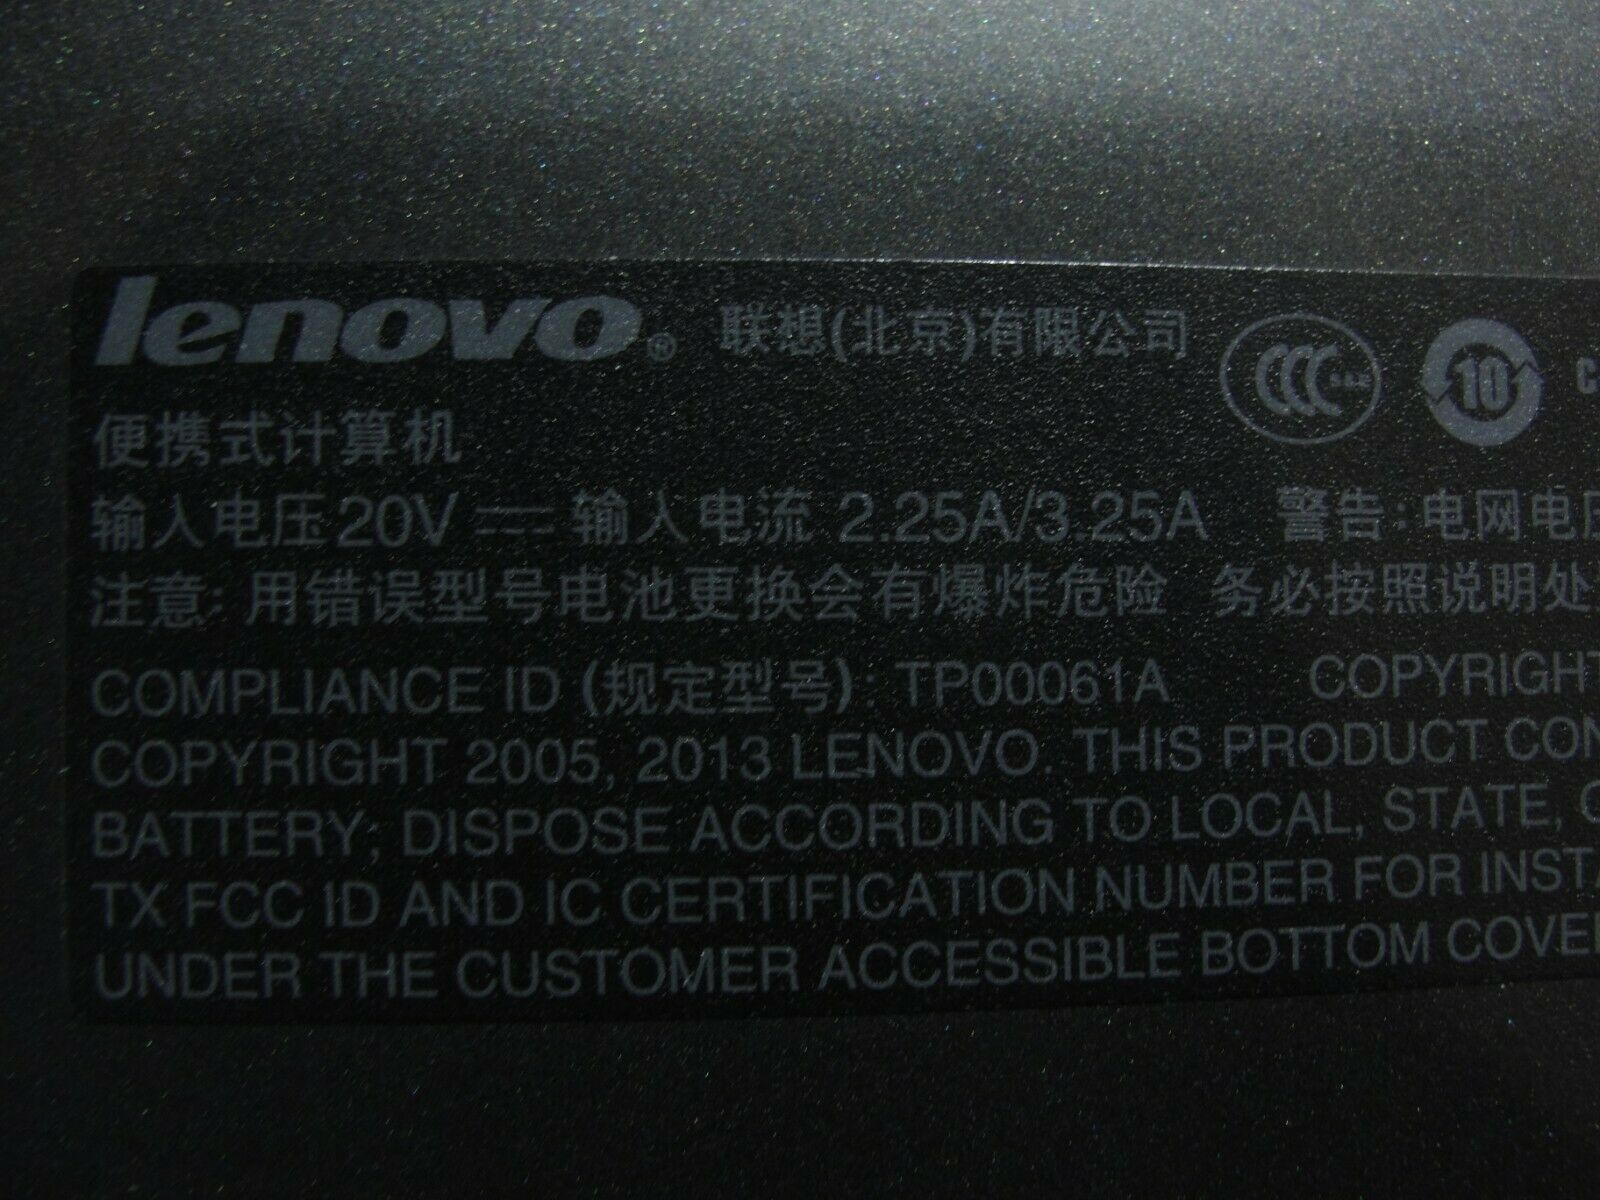 lenovo® 联想(北京)有限公司 CCC S&E 10 C
便携式计算机
输入电压20V ⎓ 输入电流 2.25A/3.25A 警告:电网电压
注意: 用错误型号电池更换会有爆炸危险 务必按照说明处
COMPLIANCE ID (规定型号): TP00061A COPYRIGHT
COPYRIGHT 2005, 2013 LENOVO. THIS PRODUCT CON
BATTERY; DISPOSE ACCORDING TO LOCAL, STATE,
TX FCC ID AND IC CERTIFICATION NUMBER FOR INSTA
UNDER THE CUSTOMER ACCESSIBLE BOTTOM COVE